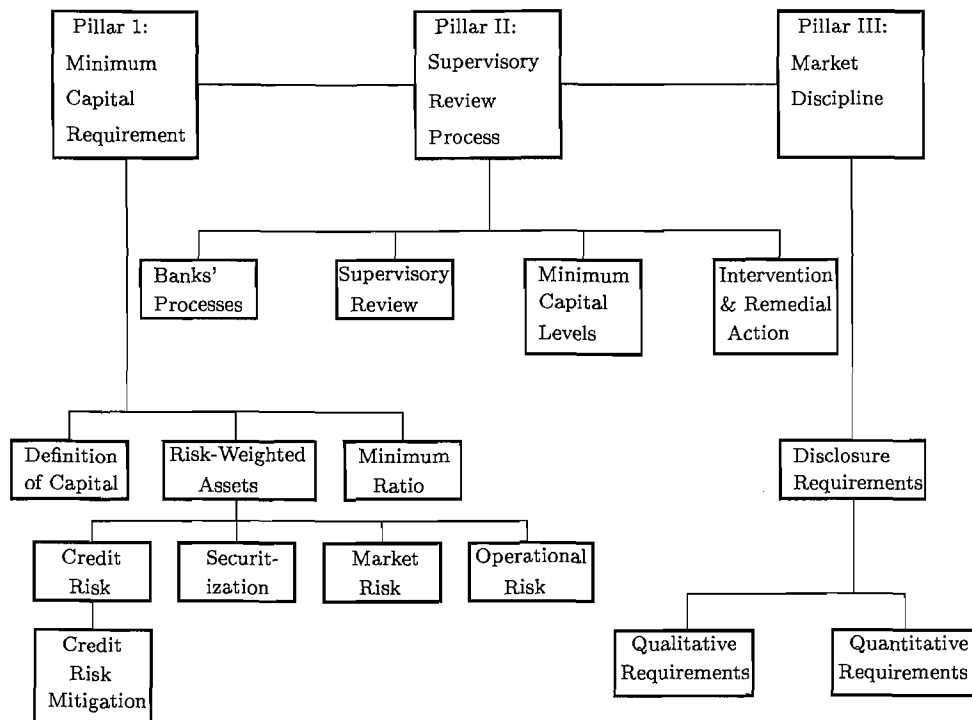 Pillar 1:
Minimum
Capital
Requirement
Pillar II:
Supervisory
Review
Process
Pillar III:
Market
Discipline
Banks'
Processes
Supervisory
Review
Minimum
Capital
Levels
Intervention
& Remedial
Action
Definition
of Capital
Risk-Weighted
Assets
Minimum
Ratio
Disclosure
Requirements
Credit
Risk
Securit-
ization
Market
Risk
Operational
Risk
Credit
Risk
Mitigation
Qualitative
Requirements
Quantitative
Requirements